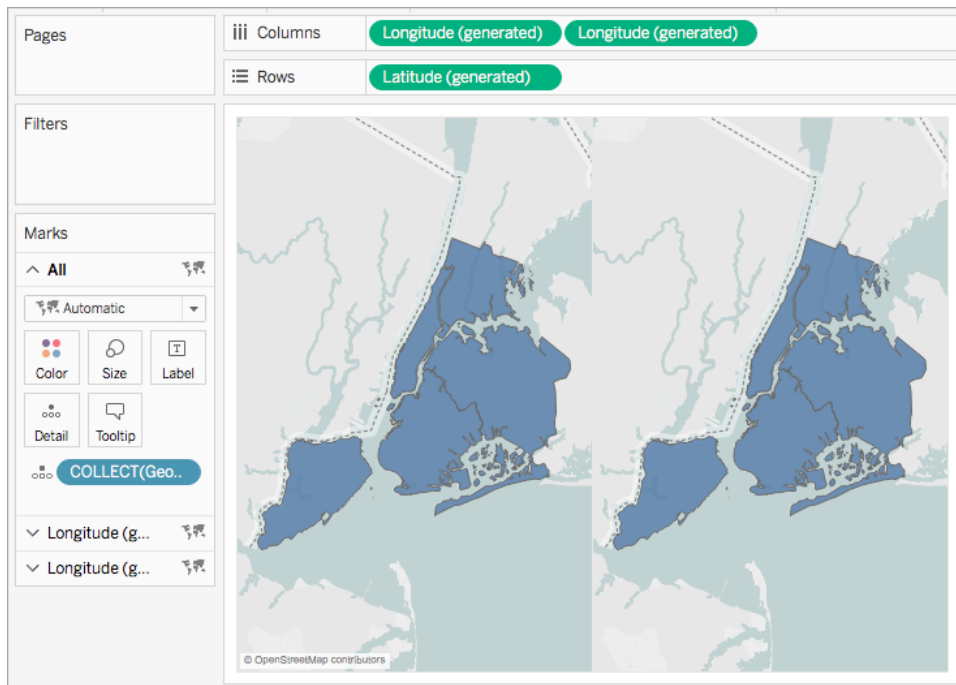 Pages
Columns
Longitude (generated) Longitude (generated)
Rows
Latitude (generated)
Filters
Marks
All
Automatic
Color Size Label
T
Detail Tooltip
COLLECT(Geo..
Longitude (g...
Longitude (g...
© OpenStreetMap contributors